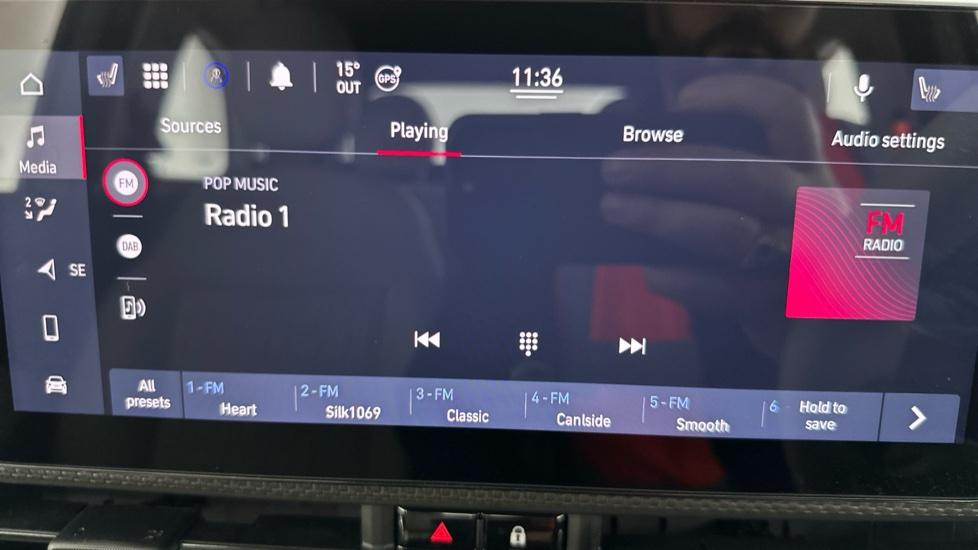 15°
OUT
GPS
11:36
Sources
Playing
Browse
Audio settings
Media
FM
POP MUSIC
Radio 1
FM
RADIO
2
DAB
SE
All
presets
1-FM
Heart
2-FM
Silk1069
3-FM
Classic
4-FM
Canlside
5-FM
Smooth
6
Hold to
save